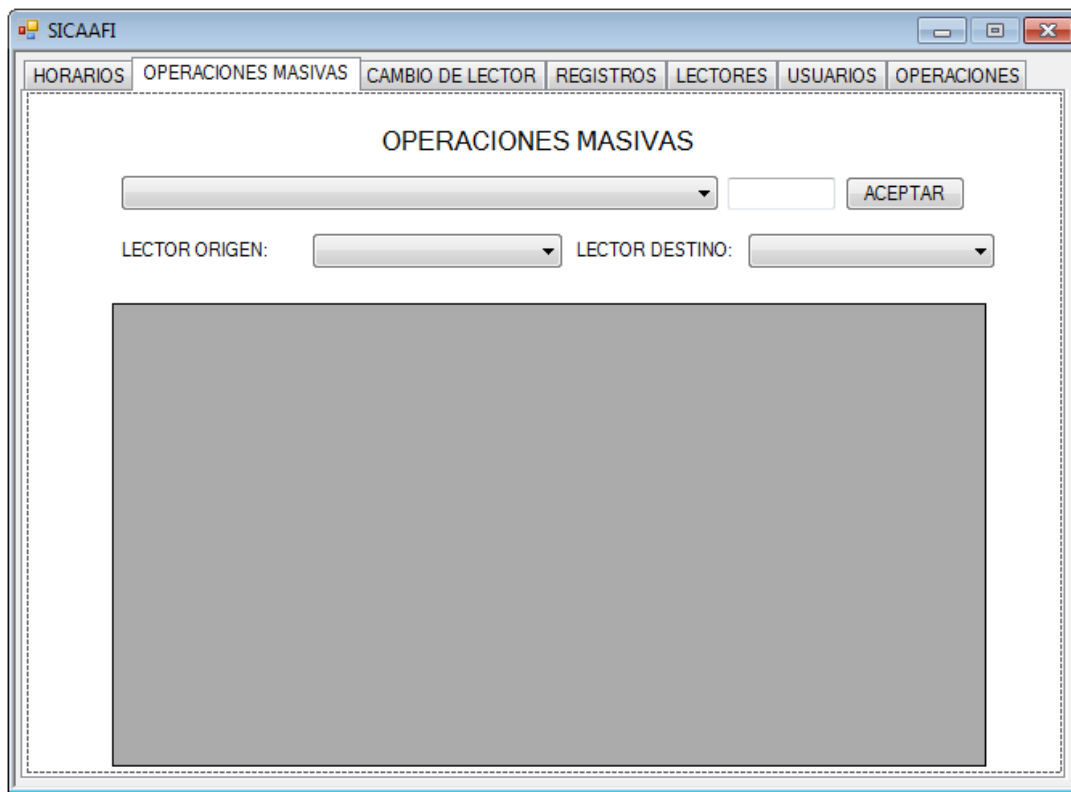 SICAAFI
HORARIOS OPERACIONES MASIVAS CAMBIO DE LECTOR REGISTROS LECTORES USUARIOS OPERACIONES
OPERACIONES MASIVAS
ACEPTAR
LECTOR ORIGEN: LECTOR DESTINO: